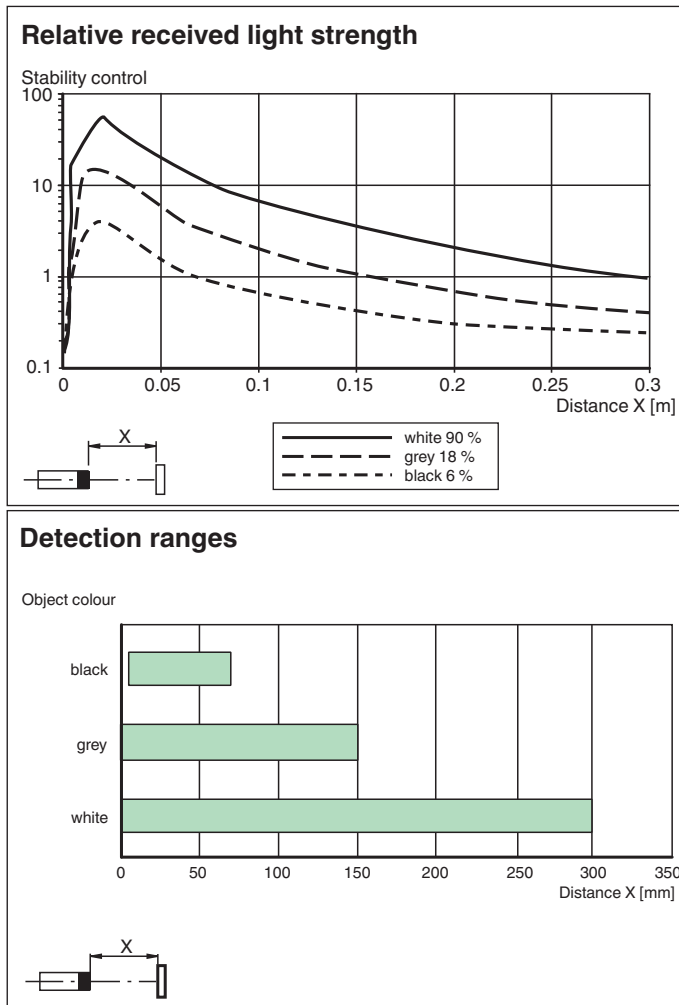 Relative received light strength
Stability control
100
10
1
0.1
0 0.05 0.1 0.15 0.2 0.25 0.3
Distance X [m]
X
white 90 %
grey 18 %
black 6 %
Detection ranges
Object colour
black
grey
white
0 50 100 150 200 250 300 350
Distance X [mm]
X